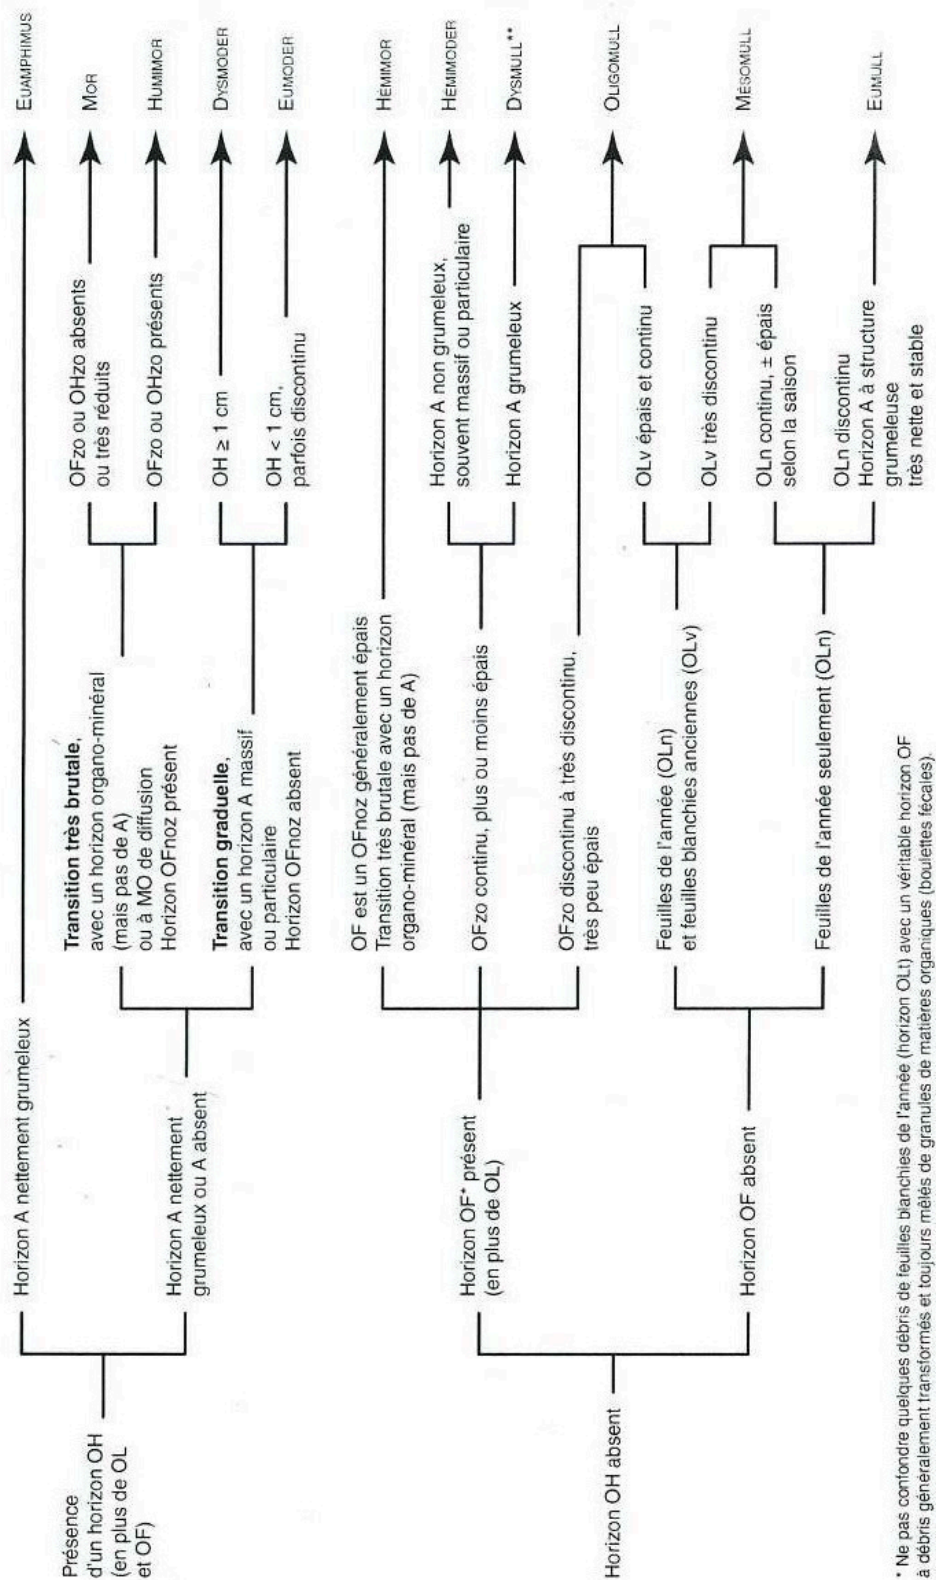 Présence
d'un horizon OH
(en plus de OL
et OF)
Horizon A nettement grumeleux
EUAMPHIMUS
Horizon A nettement
grumeleux ou A absent
Transition très brutale,
avec un horizon organo-minéral
(mais pas de A)
ou à MO de diffusion
Horizon OFnoz présent
OFzo ou OHzo absents
ou très réduits
MOR
OFzo ou OHzo présents
HUMIMOR
Transition graduelle,
avec un horizon A massif
ou particulaire
Horizon OFnoz absent
OH ≥ 1 cm
DYSMODER
OH < 1 cm,
parfois discontinu
EUMODER
Horizon OH absent
Horizon OF* présent
(en plus de OL)
OF est un OFnoz généralement épais
Transition très brutale avec un horizon
organo-minéral (mais pas de A)
HÉMIMOR
OFzo continu, plus ou moins épais
Horizon A non grumeleux,
souvent massif ou particulaire
HÉMIMODER
Horizon A grumeleux
DYSMULL**
OFzo discontinu à très discontinu,
très peu épais
OLIGOMULL
Horizon OF absent
Feuilles de l'année (OLn)
et feuilles blanchies anciennes (OLv)
OLv épais et continu
OLv très discontinu
MÉSOMULL
Feuilles de l'année seulement (OLn)
OLn continu, ± épais
selon la saison
OLn discontinu
Horizon A à structure
grumeleuse
très nette et stable
EUMULL
* Ne pas confondre quelques débris de feuilles blanchies de l'année (horizon OLt) avec un véritable horizon OF
à débris généralement transformés et toujours mêlés de granules de matières organiques (boulettes fécales).